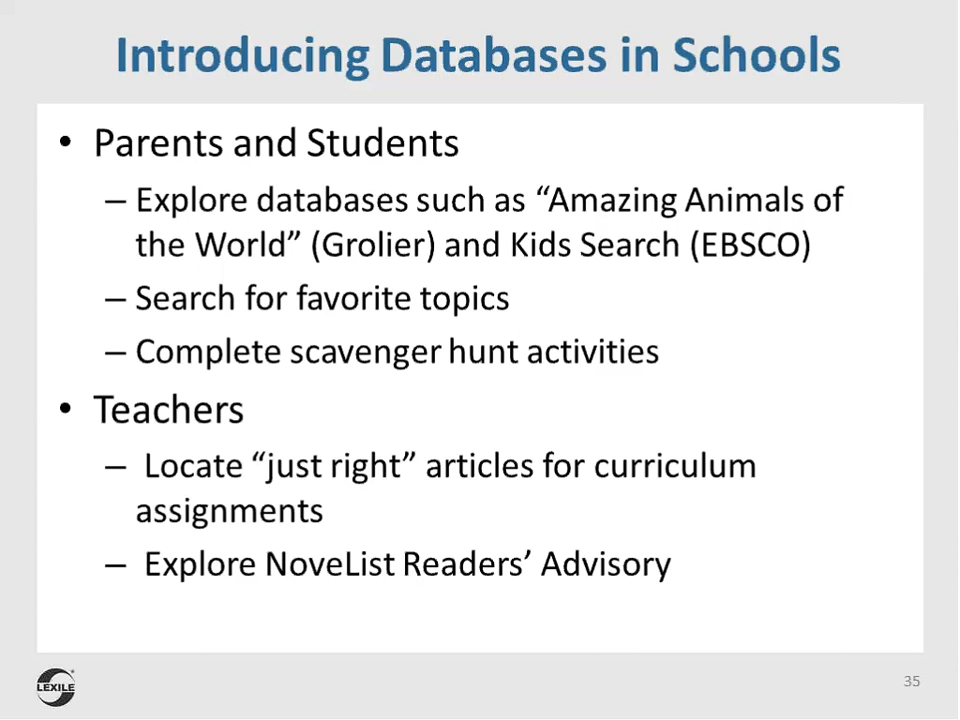 Introducing Databases in Schools
• Parents and Students
– Explore databases such as “Amazing Animals of
the World” (Grolier) and Kids Search (EBSCO)
– Search for favorite topics
– Complete scavenger hunt activities
• Teachers
– Locate “just right” articles for curriculum
assignments
– Explore NoveList Readers’ Advisory
LEXILE
35